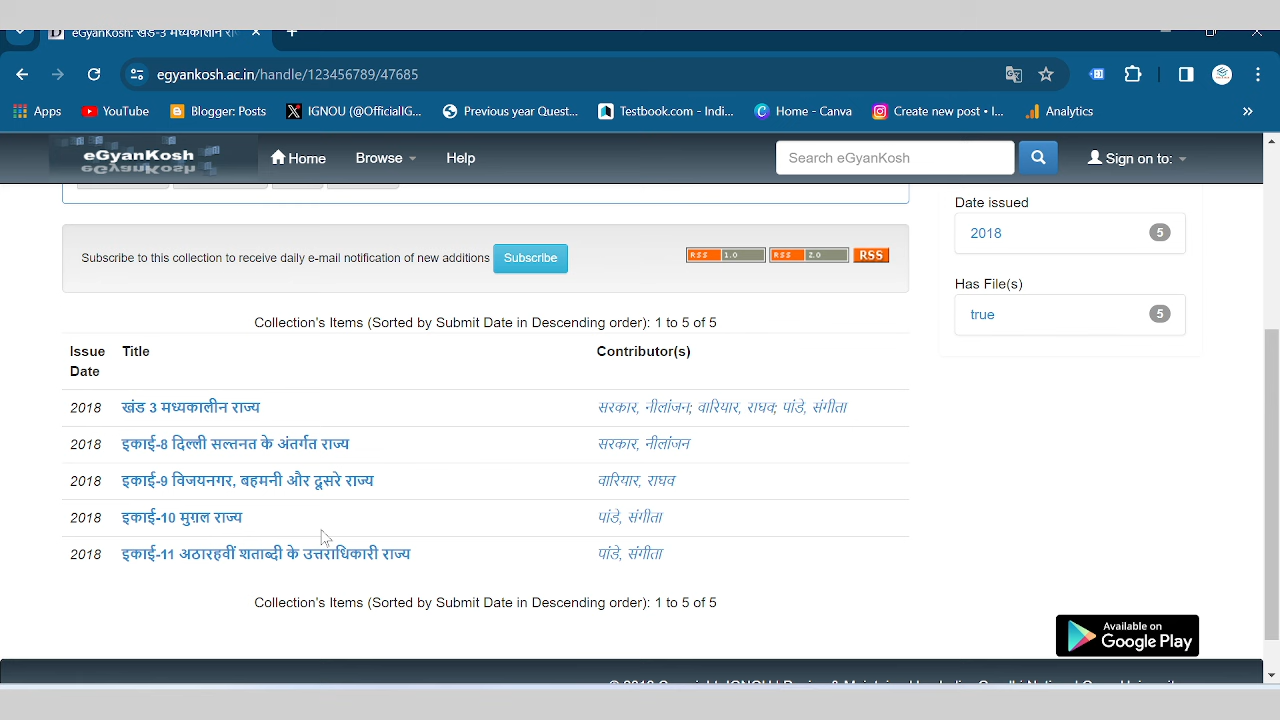 eGyanKosh: खंड-3 मध्यकालीन
egyankosh.ac.in/handle/123456789/47685
Apps YouTube Blogger: Posts IGNOU (@OfficialIG... Previous year Quest... Testbook.com - Indi... Home - Canva Create new post • I... Analytics »
eGyanKosh Home Browse Help Search eGyanKosh Sign on to:
Date issued
2018 5
Subscribe to this collection to receive daily e-mail notification of new additions Subscribe RSS 1.0 RSS 2.0 RSS
Has File(s)
true 5
Collection's Items (Sorted by Submit Date in Descending order): 1 to 5 of 5
Issue Date Title Contributor(s)
2018 खंड 3 मध्यकालीन राज्य सरकार, नीलांजन; वारियार, राघव; पांडे, संगीता
2018 इकाई-8 दिल्ली सल्तनत के अंतर्गत राज्य सरकार, नीलांजन
2018 इकाई-9 विजयनगर, बहमनी और दूसरे राज्य वारियार, राघव
2018 इकाई-10 मुग़ल राज्य पांडे, संगीता
2018 इकाई-11 अठारहवीं शताब्दी के उत्तराधिकारी राज्य पांडे, संगीता
Collection's Items (Sorted by Submit Date in Descending order): 1 to 5 of 5
Available on
Google Play